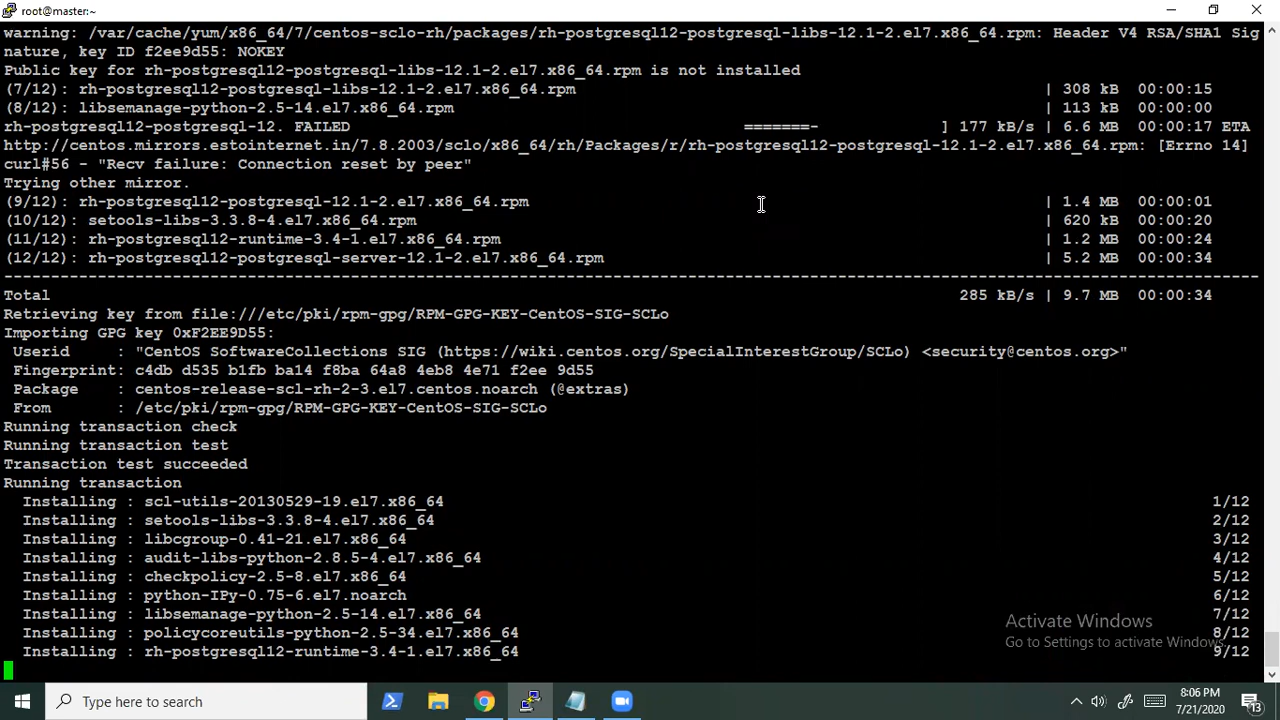 root@master:~
warning: /var/cache/yum/x86_64/7/centos-sclo-rh/packages/rh-postgresql12-postgresql-libs-12.1-2.el7.x86_64.rpm: Header V4 RSA/SHA1 Sig
nature, key ID f2ee9d55: NOKEY
Public key for rh-postgresql12-postgresql-libs-12.1-2.el7.x86_64.rpm is not installed
(7/12): rh-postgresql12-postgresql-libs-12.1-2.el7.x86_64.rpm | 308 kB 00:00:15
(8/12): libsemanage-python-2.5-14.el7.x86_64.rpm | 113 kB 00:00:00
rh-postgresql12-postgresql-12. FAILED =======- ] 177 kB/s | 6.6 MB 00:00:17 ETA
http://centos.mirrors.estointernet.in/7.8.2003/sclo/x86_64/rh/Packages/r/rh-postgresql12-postgresql-12.1-2.el7.x86_64.rpm: [Errno 14]
curl#56 - "Recv failure: Connection reset by peer"
Trying other mirror.
(9/12): rh-postgresql12-postgresql-12.1-2.el7.x86_64.rpm | 1.4 MB 00:00:01
(10/12): setools-libs-3.3.8-4.el7.x86_64.rpm | 620 kB 00:00:20
(11/12): rh-postgresql12-runtime-3.4-1.el7.x86_64.rpm | 1.2 MB 00:00:24
(12/12): rh-postgresql12-postgresql-server-12.1-2.el7.x86_64.rpm | 5.2 MB 00:00:34
--------------------------------------------------------------------------------------------------------------------------------------
Total 285 kB/s | 9.7 MB 00:00:34
Retrieving key from file:///etc/pki/rpm-gpg/RPM-GPG-KEY-CentOS-SIG-SCLo
Importing GPG key 0xF2EE9D55:
Userid : "CentOS SoftwareCollections SIG (https://wiki.centos.org/SpecialInterestGroup/SCLo) <security@centos.org>"
Fingerprint: c4db d535 b1fb ba14 f8ba 64a8 4eb8 4e71 f2ee 9d55
Package : centos-release-scl-rh-2-3.el7.centos.noarch (@extras)
From : /etc/pki/rpm-gpg/RPM-GPG-KEY-CentOS-SIG-SCLo
Running transaction check
Running transaction test
Transaction test succeeded
Running transaction
Installing : scl-utils-20130529-19.el7.x86_64 1/12
Installing : setools-libs-3.3.8-4.el7.x86_64 2/12
Installing : libcgroup-0.41-21.el7.x86_64 3/12
Installing : audit-libs-python-2.8.5-4.el7.x86_64 4/12
Installing : checkpolicy-2.5-8.el7.x86_64 5/12
Installing : python-IPy-0.75-6.el7.noarch 6/12
Installing : libsemanage-python-2.5-14.el7.x86_64 7/12
Installing : policycoreutils-python-2.5-34.el7.x86_64 8/12
Installing : rh-postgresql12-runtime-3.4-1.el7.x86_64 9/12
Activate Windows
Go to Settings to activate Windows.
Type here to search
8:06 PM
7/21/2020
13